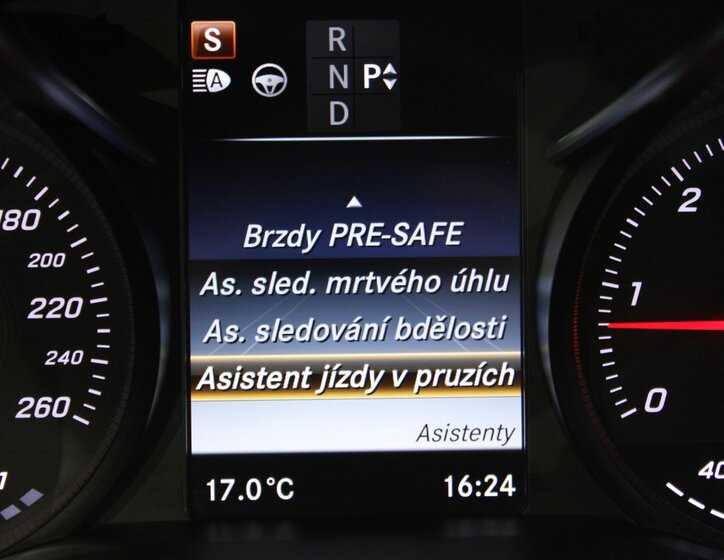 S
R
A
N
P
D
Brzdy PRE-SAFE
As. sled. mrtvého úhlu
As. sledování bdělosti
Asistent jízdy v pruzích
Asistenty
17.0°C
16:24
180
200
220
240
260
2
1
0
40